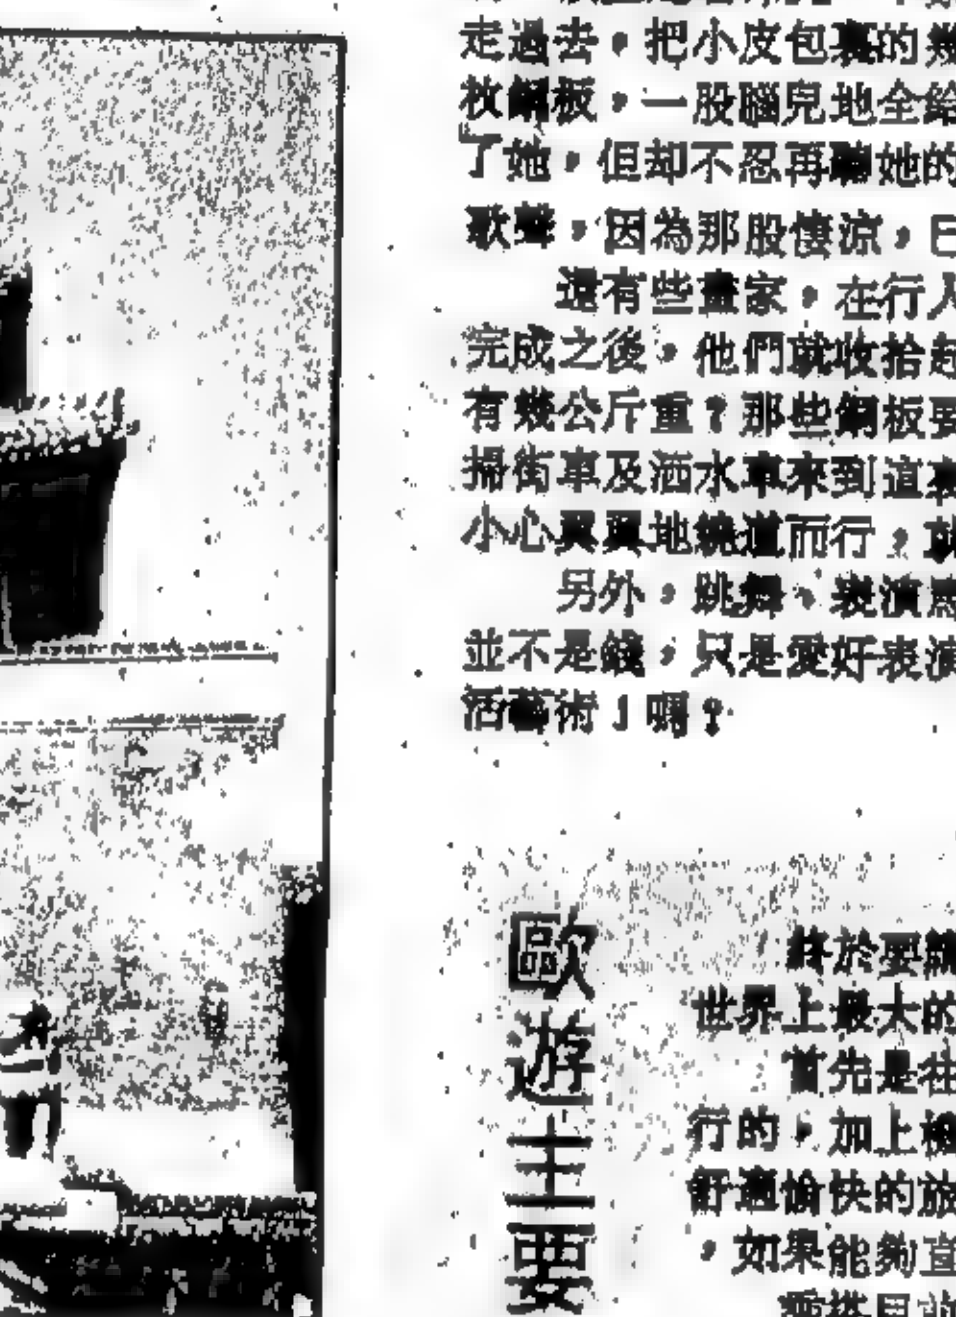 走過去，把小皮包裏的幾
枚銅板，一股腦兒地全給
了她，但却不忍再聽她的
歌聲，因為那股悽涼，已
還有些畫家，在行人
完成之後，他們就收拾起
有幾公斤重？那些銅板要
掃街車及洒水車來到這裏
小心翼翼地繞道而行，就
另外，跳舞、表演
並不是錢，只是愛好表演
活藝術！嗎？
歐遊主要
終於要
世界上最大的
首先是在
行的，加上機
舒適愉快的旅
，如果能夠直